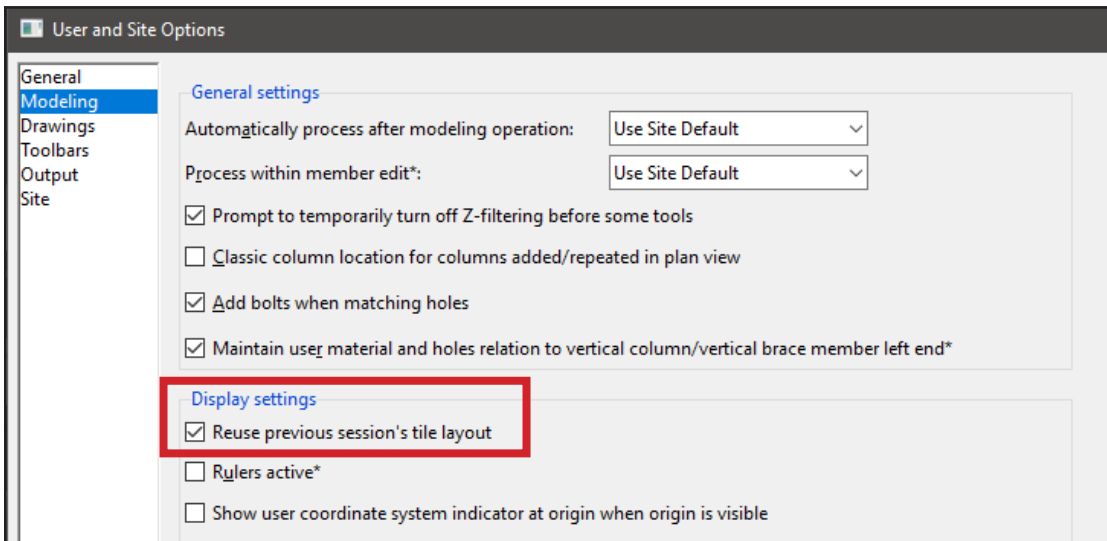 User and Site Options
General
Modeling
Drawings
Toolbars
Output
Site
General settings
Automatically process after modeling operation: Use Site Default
Process within member edit*: Use Site Default
Prompt to temporarily turn off Z-filtering before some tools
Classic column location for columns added/repeated in plan view
Add bolts when matching holes
Maintain user material and holes relation to vertical column/vertical brace member left end*
Display settings
Reuse previous session's tile layout
Rulers active*
Show user coordinate system indicator at origin when origin is visible